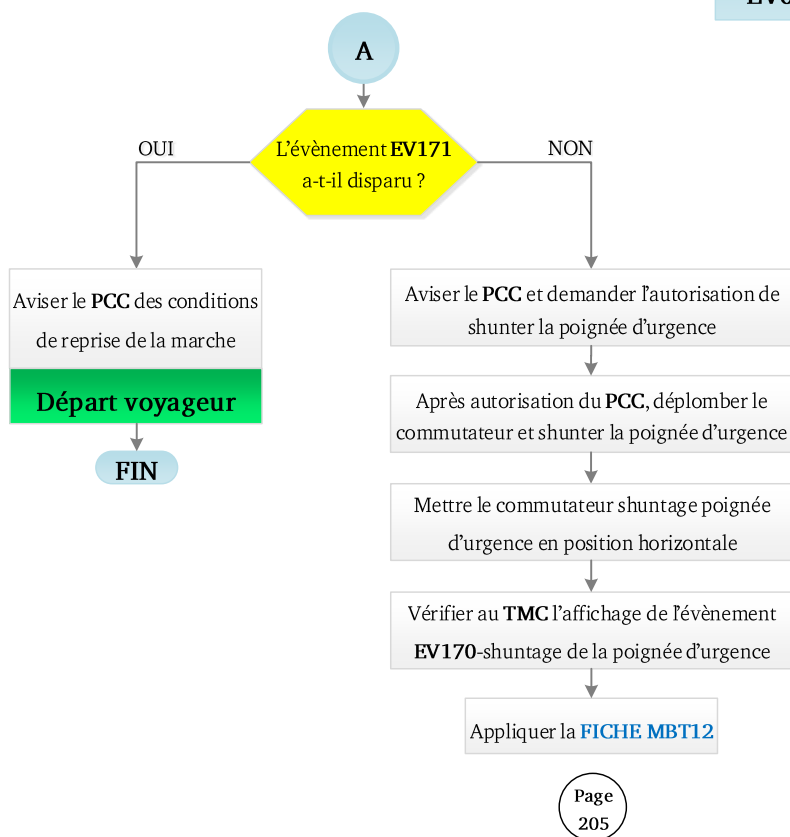 A
L'évènement EV171
a-t-il disparu ?
OUI
NON
Aviser le PCC des conditions
de reprise de la marche
Départ voyageur
FIN
Aviser le PCC et demander l'autorisation de
shunter la poignée d'urgence
Après autorisation du PCC, déplomber le
commutateur et shunter la poignée d'urgence
Mettre le commutateur shuntage poignée
d'urgence en position horizontale
Vérifier au TMC l'affichage de l'évènement
EV170-shuntage de la poignée d'urgence
Appliquer la FICHE MBT12
Page
205